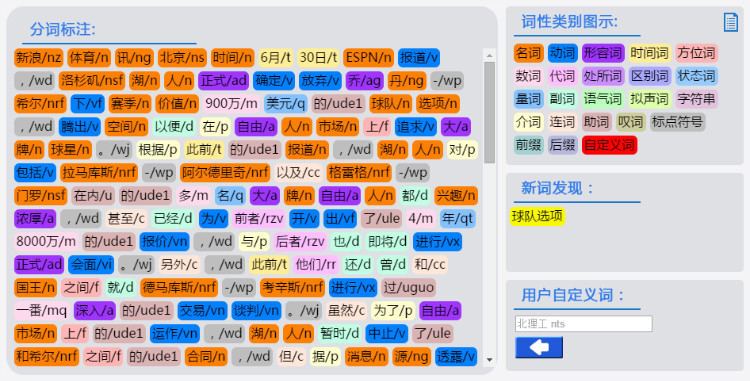 分词标注:
新浪/nz 体育/n 讯/ng 北京/ns 时间/n 6月/t 30日/t ESPN/n 报道/v
，/wd 洛杉矶/nsf 湖/n 人/n 正式/ad 确定/v 放弃/v 乔/ag 丹/ng -/wp
希尔/nrf 下/vf 赛季/n 价值/n 900万/m 美元/q 的/ude1 球队/n 选项/n
，/wd 腾出/v 空间/n 以便/d 在/p 自由/a 人/n 市场/n 上/f 追求/v 大/a
牌/n 球星/n 。/wj 根据/p 此前/t 的/ude1 报道/n ，/wd 湖/n 人/n 对/p
包括/v 拉马库斯/nrf -/wp 阿尔德里奇/nrf 以及/cc 格雷格/nrf -/wp
门罗/nsf 在内/u 的/ude1 多/m 名/q 大/a 牌/n 自由/a 人/n 都/d 兴趣/n
浓厚/a ，/wd 甚至/c 已经/d 为/v 前者/rzv 开/v 出/vf 了/ule 4/m 年/qt
8000万/m 的/ude1 报价/vn ，/wd 与/p 后者/rzv 也/d 即将/d 进行/vx
正式/ad 会面/vi 。/wj 另外/c ，/wd 此前/t 他们/rr 还/d 曾/d 和/cc
国王/n 之间/f 就/d 德马库斯/nrf -/wp 考辛斯/nrf 进行/vx 过/uguo
一番/mq 深入/a 的/ude1 交易/vn 谈判/vn 。/wj 虽然/c 为了/p 自由/a
市场/n 上/f 的/ude1 运作/vn ，/wd 湖/n 人/n 暂时/d 中止/v 了/ule
和希尔/nrf 之间/f 的/ude1 合同/n ，/wd 但/c 据/p 消息/n 源/ng 透露/v
词性类别图示:
名词 动词 形容词 时间词 方位词
数词 代词 处所词 区别词 状态词
量词 副词 语气词 拟声词 字符串
介词 连词 助词 叹词 标点符号
前缀 后缀 自定义词
新词发现：
球队选项
用户自定义词：
北理工 nts